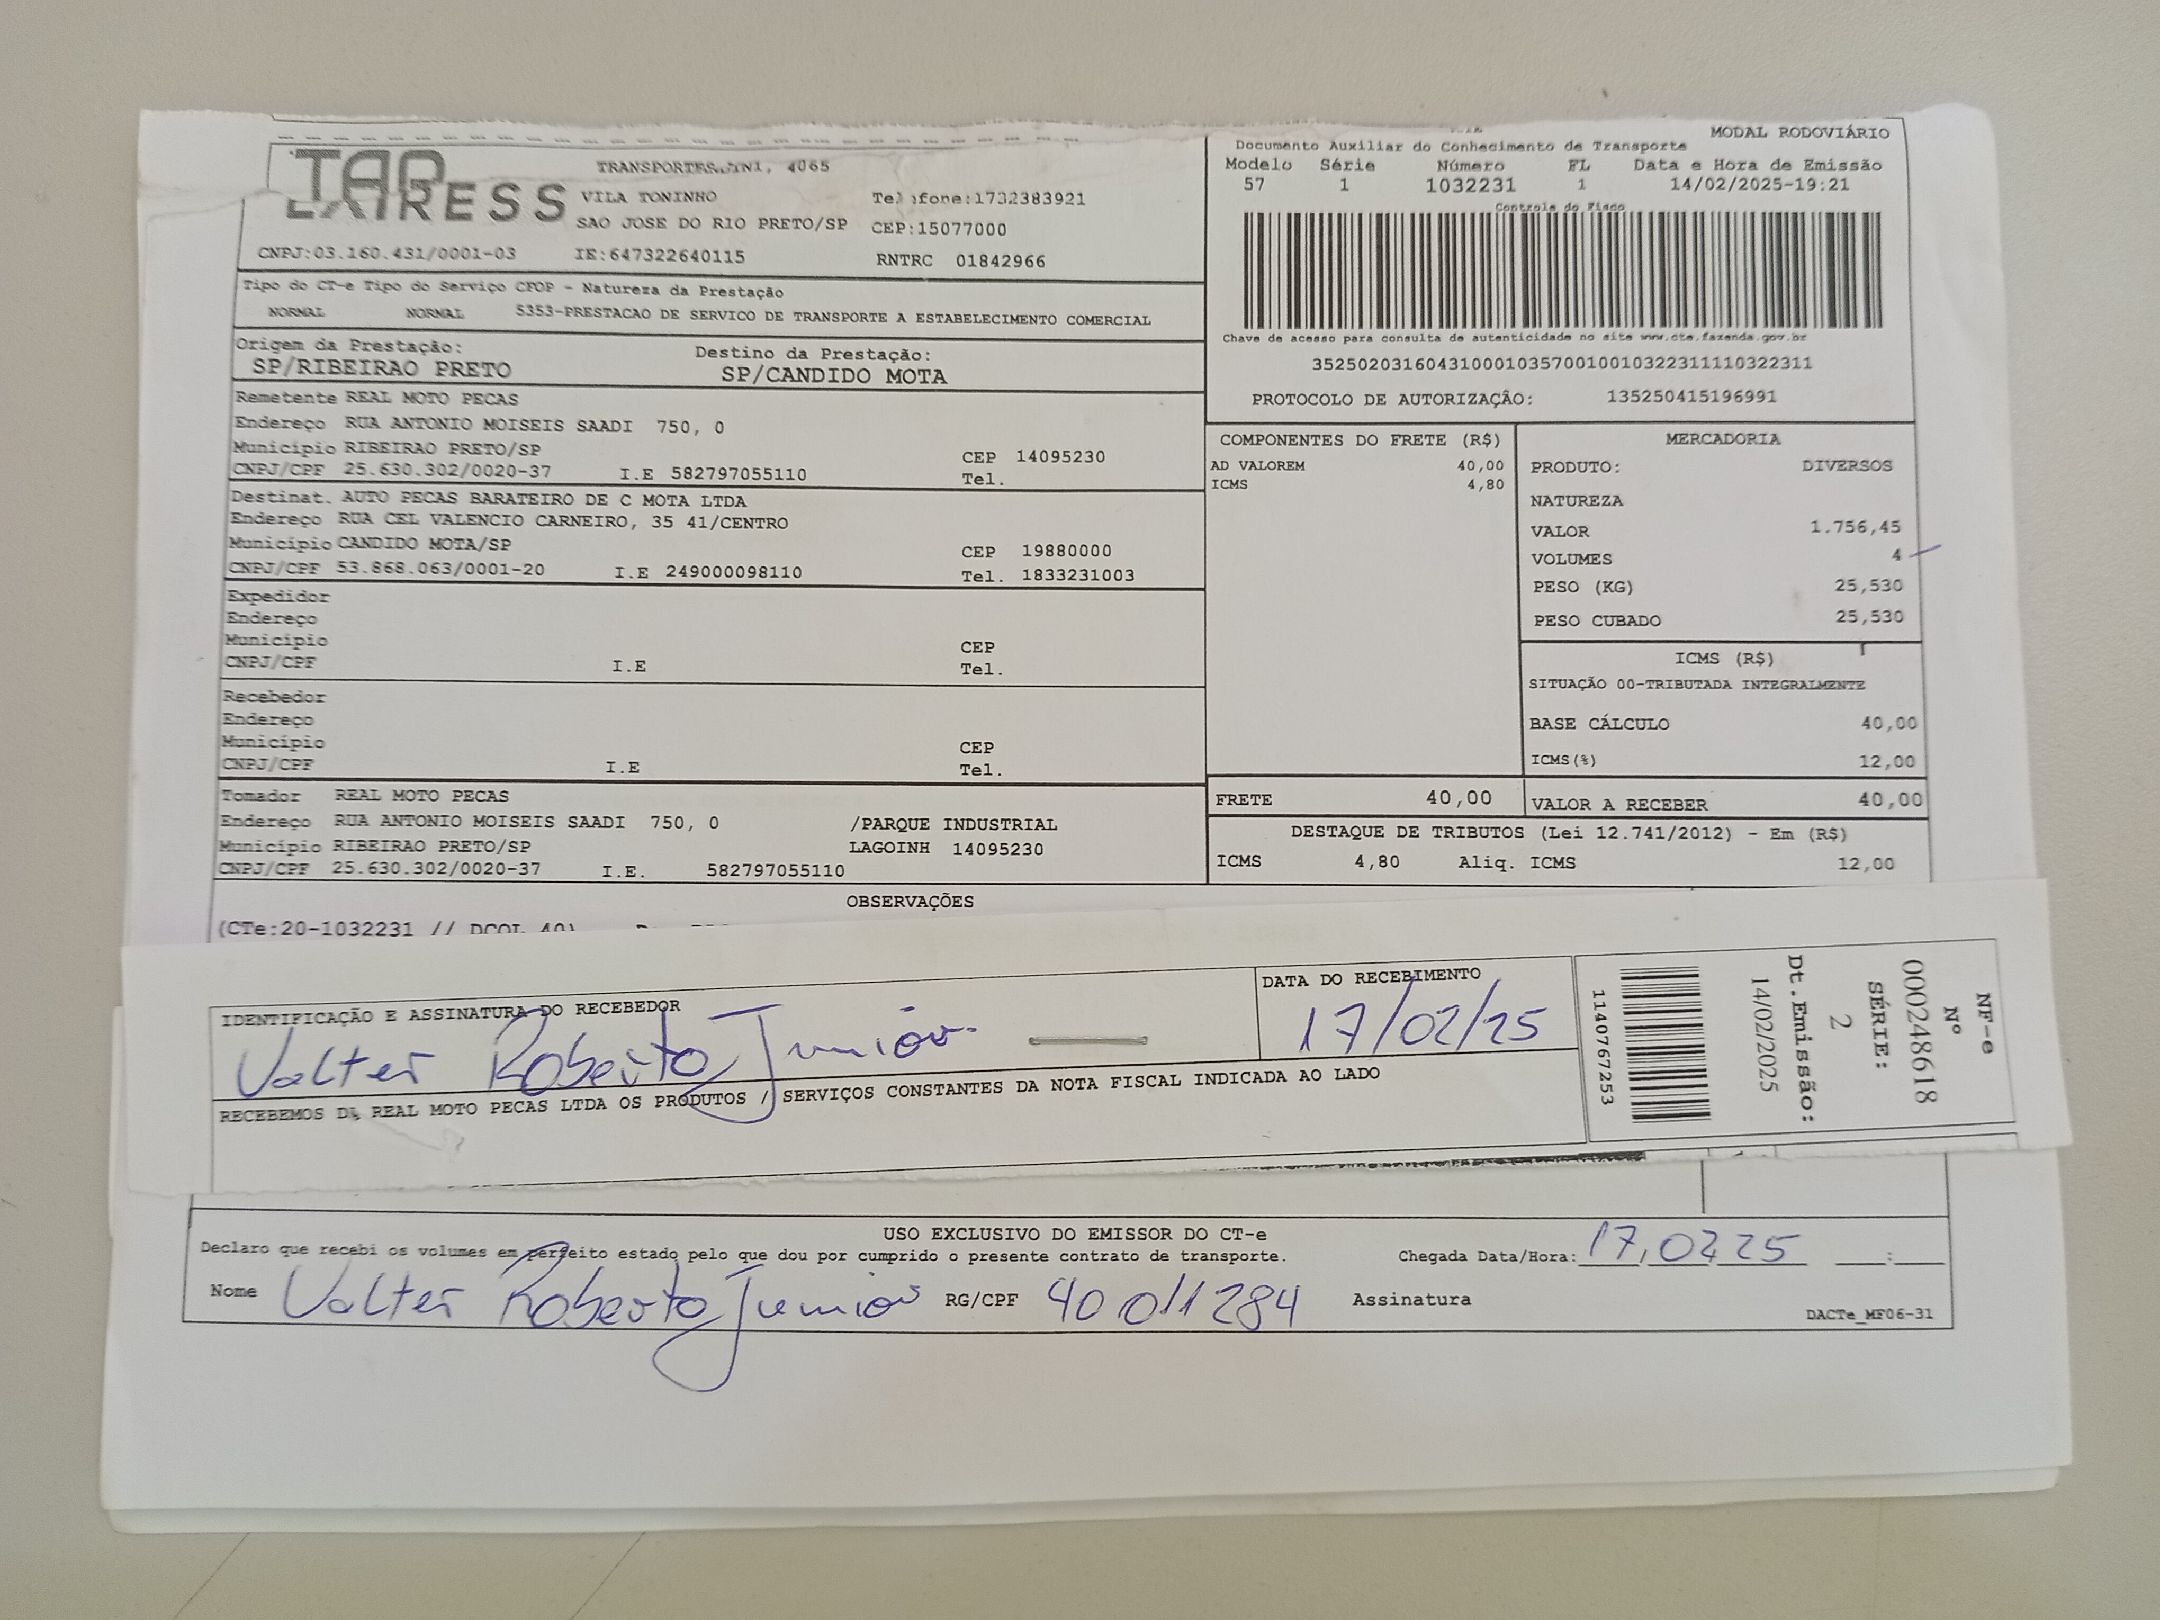 MODAL RODOVIÁRIO
Documento Auxiliar do Conhecimento de Transporte
Modelo Série Número FL Data e Hora de Emissão
57 1 1032231 1 14/02/2025-19:21
Controle do Fisco
Chave de acesso para consulta de autenticidade no site www.cte.fazenda.gov.br
35250203160431000103570010010322311110322311
PROTOCOLO DE AUTORIZAÇÃO: 135250415196991
4065
VILA TONINHO
SAO JOSE DO RIO PRETO/SP CEP:15077000
1732383921
CNPJ:03.160.431/0001-03 IE:647322640115 RNTRC 01842966
Tipo do CT-e Tipo do Serviço CFOP - Natureza da Prestação
NORMAL NORMAL 5353-PRESTACAO DE SERVICO DE TRANSPORTE A ESTABELECIMENTO COMERCIAL
Origem da Prestação: Destino da Prestação:
SP/RIBEIRAO PRETO SP/CANDIDO MOTA
Remetente REAL MOTO PECAS
Endereço RUA ANTONIO MOISEIS SAADI 750, 0
Município RIBEIRAO PRETO/SP CEP 14095230
CNPJ/CPF 25.630.302/0020-37 I.E 582797055110 Tel.
Destinat. AUTO PECAS BARATEIRO DE C MOTA LTDA
Endereço RUA CEL VALENCIO CARNEIRO, 35 41/CENTRO
Município CANDIDO MOTA/SP CEP 19880000
CNPJ/CPF 53.868.063/0001-20 I.E 249000098110 Tel. 1833231003
Expedidor
Endereço
Município CEP
CNPJ/CPF I.E Tel.
Recebedor
Endereço
Município CEP
CNPJ/CPF I.E Tel.
Tomador REAL MOTO PECAS
Endereço RUA ANTONIO MOISEIS SAADI 750, 0 /PARQUE INDUSTRIAL
Município RIBEIRAO PRETO/SP LAGOINH 14095230
CNPJ/CPF 25.630.302/0020-37 I.E. 582797055110
COMPONENTES DO FRETE (R$)
AD VALOREM 40,00
ICMS 4,80
MERCADORIA
PRODUTO: DIVERSOS
NATUREZA
VALOR 1.756,45
VOLUMES 4
PESO (KG) 25,530
PESO CUBADO 25,530
ICMS (R$)
SITUAÇÃO 00-TRIBUTADA INTEGRALMENTE
BASE CÁLCULO 40,00
ICMS(%) 12,00
FRETE 40,00 VALOR A RECEBER 40,00
DESTAQUE DE TRIBUTOS (Lei 12.741/2012) - Em (R$)
ICMS 4,80 Aliq. ICMS 12,00
OBSERVAÇÕES
(CTe:20-1032231 //
IDENTIFICAÇÃO E ASSINATURA DO RECEBEDOR
Valter Roberto Junior
DATA DO RECEBIMENTO
17/02/25
RECEBEMOS DE REAL MOTO PECAS LTDA OS PRODUTOS / SERVIÇOS CONSTANTES DA NOTA FISCAL INDICADA AO LADO
NF-e
Nº
000248618
SÉRIE:
2
Dt.Emissão:
14/02/2025
1140767253
USO EXCLUSIVO DO EMISSOR DO CT-e
Declaro que recebi os volumes em perfeito estado pelo que dou por cumprido o presente contrato de transporte. Chegada Data/Hora: 17,02,25 :
Nome Valter Roberto Junior RG/CPF 40 011 284 Assinatura
DACTe_MF06-31